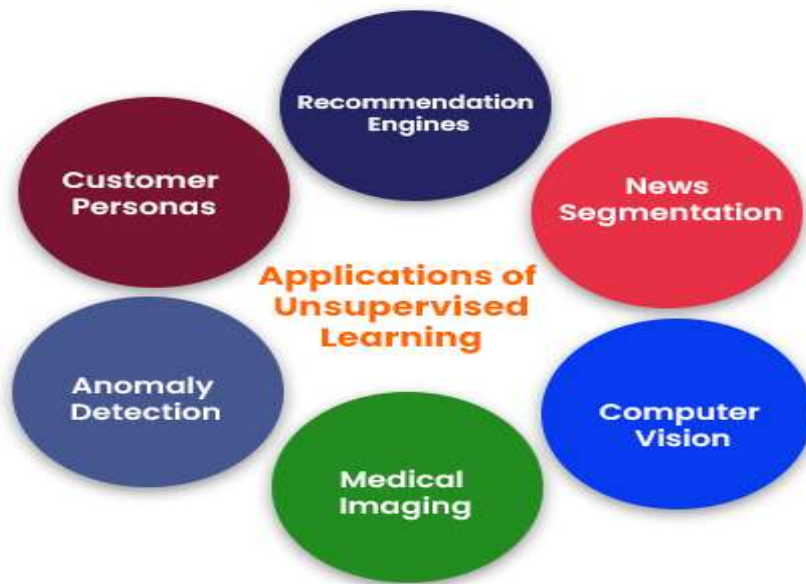 Recommendation
Engines
Customer
Personas
News
Segmentation
Applications of
Unsupervised
Learning
Anomaly
Detection
Computer
Vision
Medical
Imaging